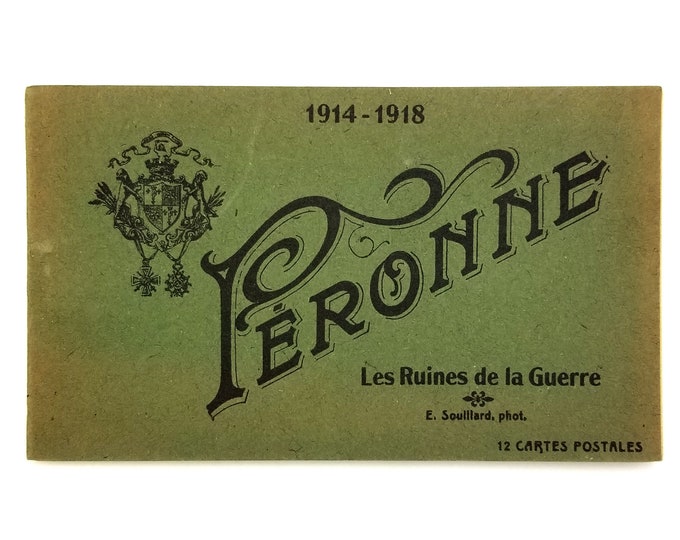 1914-1918
PÉRONNE
Les Ruines de la Guerre
E. Souillard, phot.
12 CARTES POSTALES